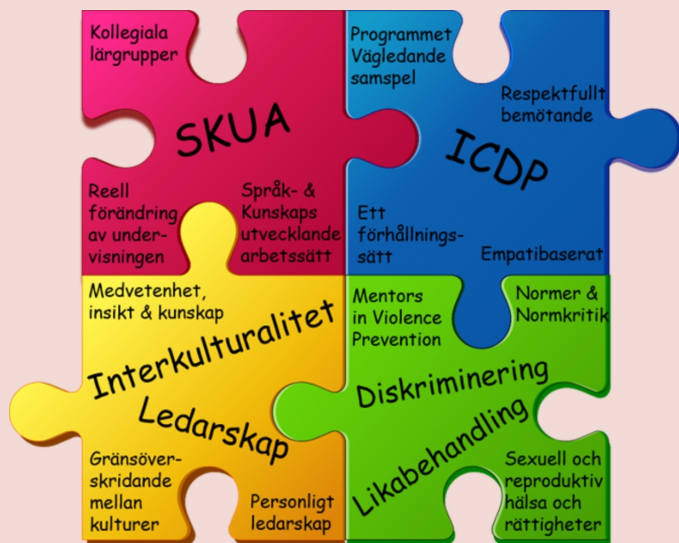 Kollegiala
lärgrupper
SKUA
Reell
förändring
av under-
visningen
Språk- &
Kunskaps
utvecklande
arbetssätt
Programmet
Vägledande
samspel
Respektfullt
bemötande
ICDP
Ett
förhållnings-
sätt
Empatibaserat
Medvetenhet,
insikt & kunskap
Interkulturalitet
Ledarskap
Gränsöver-
skridande
mellan
kulturer
Personligt
ledarskap
Mentors
in Violence
Prevention
Normer &
Normkritik
Diskriminering
Likabehandling
Sexuell och
reproduktiv
hälsa och
rättigheter